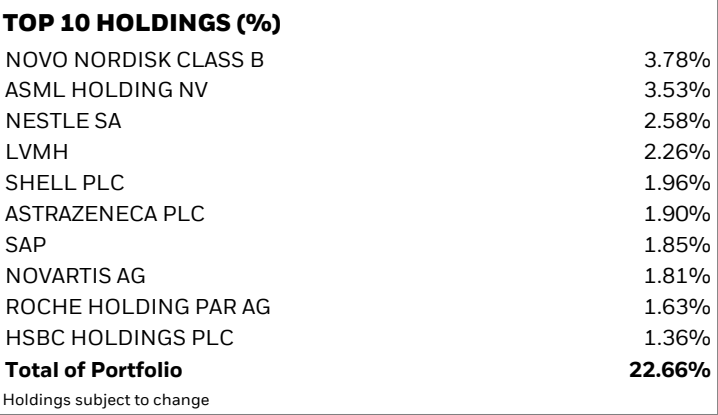 TOP 10 HOLDINGS (%)
NOVO NORDISK CLASS B 3.78%
ASML HOLDING NV 3.53%
NESTLE SA 2.58%
LVMH 2.26%
SHELL PLC 1.96%
ASTRAZENECA PLC 1.90%
SAP 1.85%
NOVARTIS AG 1.81%
ROCHE HOLDING PAR AG 1.63%
HSBC HOLDINGS PLC 1.36%
Total of Portfolio 22.66%
Holdings subject to change